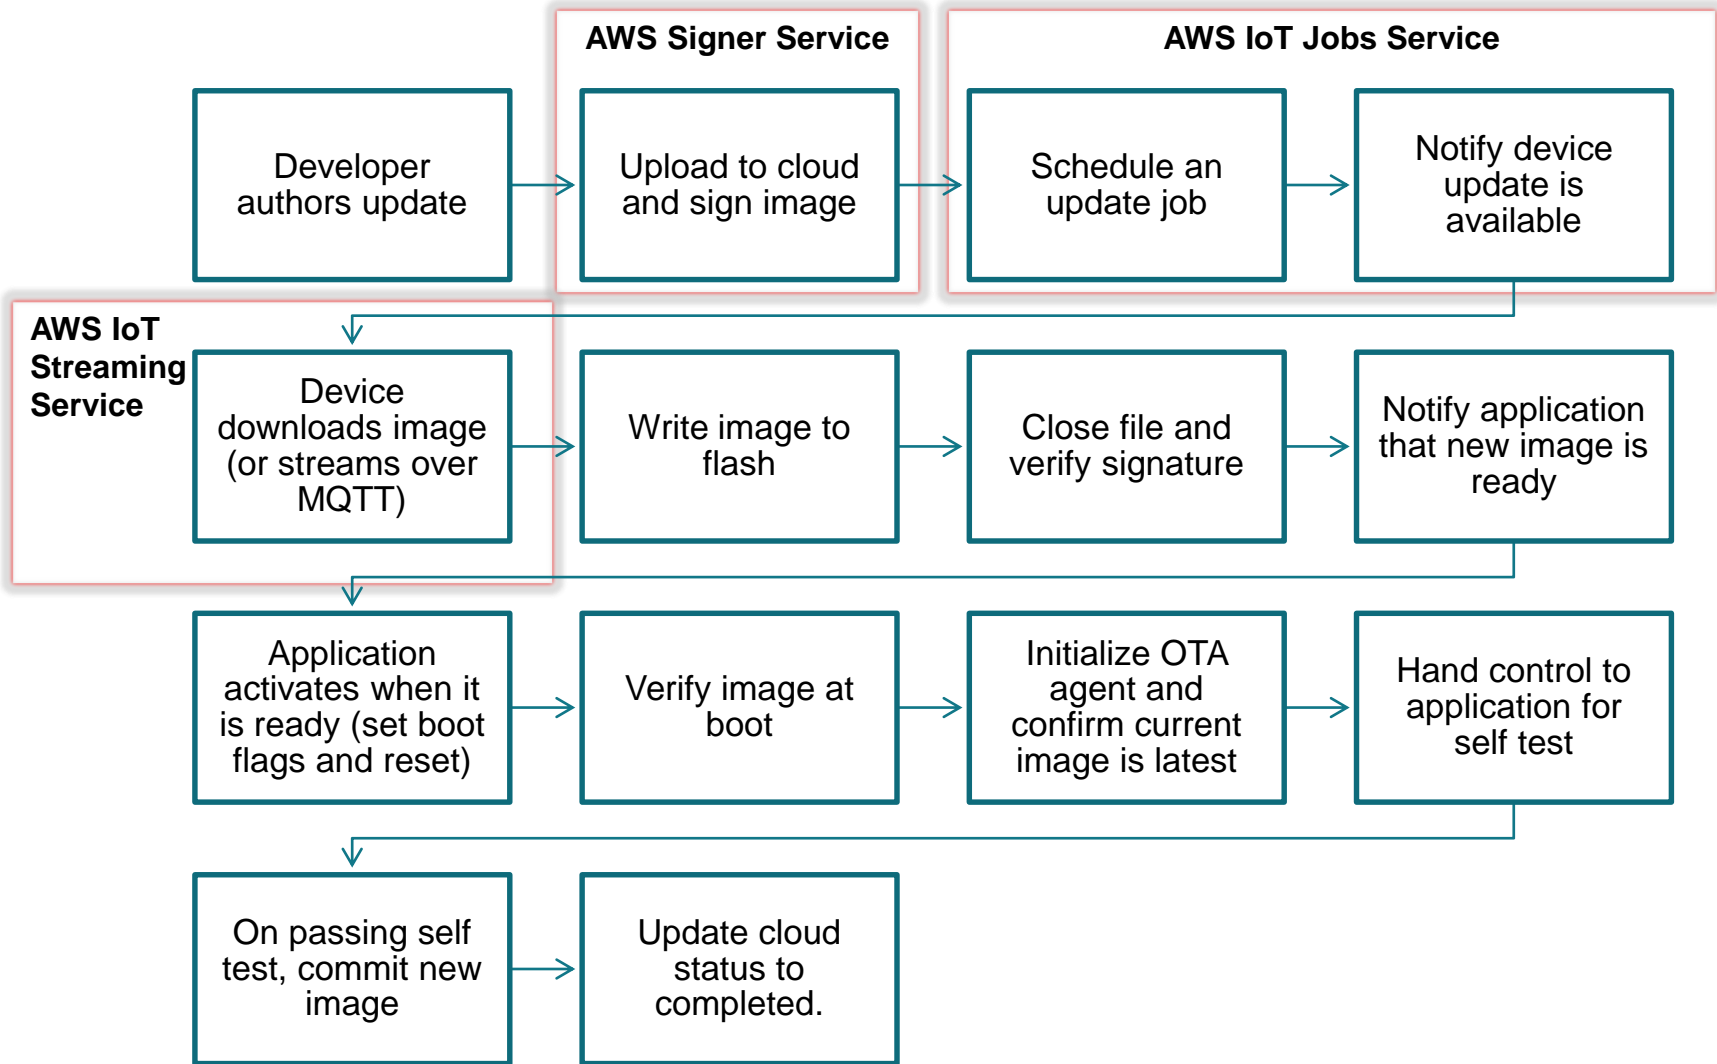 AWS Signer Service
AWS IoT Jobs Service
Developer
authors update
Upload to cloud
and sign image
Schedule an
update job
Notify device
update is
available
AWS IoT
Streaming
Service
Device
downloads image
(or streams over
MQTT)
Write image to
flash
Close file and
verify signature
Notify application
that new image is
ready
Application
activates when it
is ready (set boot
flags and reset)
Verify image at
boot
Initialize OTA
agent and
confirm current
image is latest
Hand control to
application for
self test
On passing self
test, commit new
image
Update cloud
status to
completed.